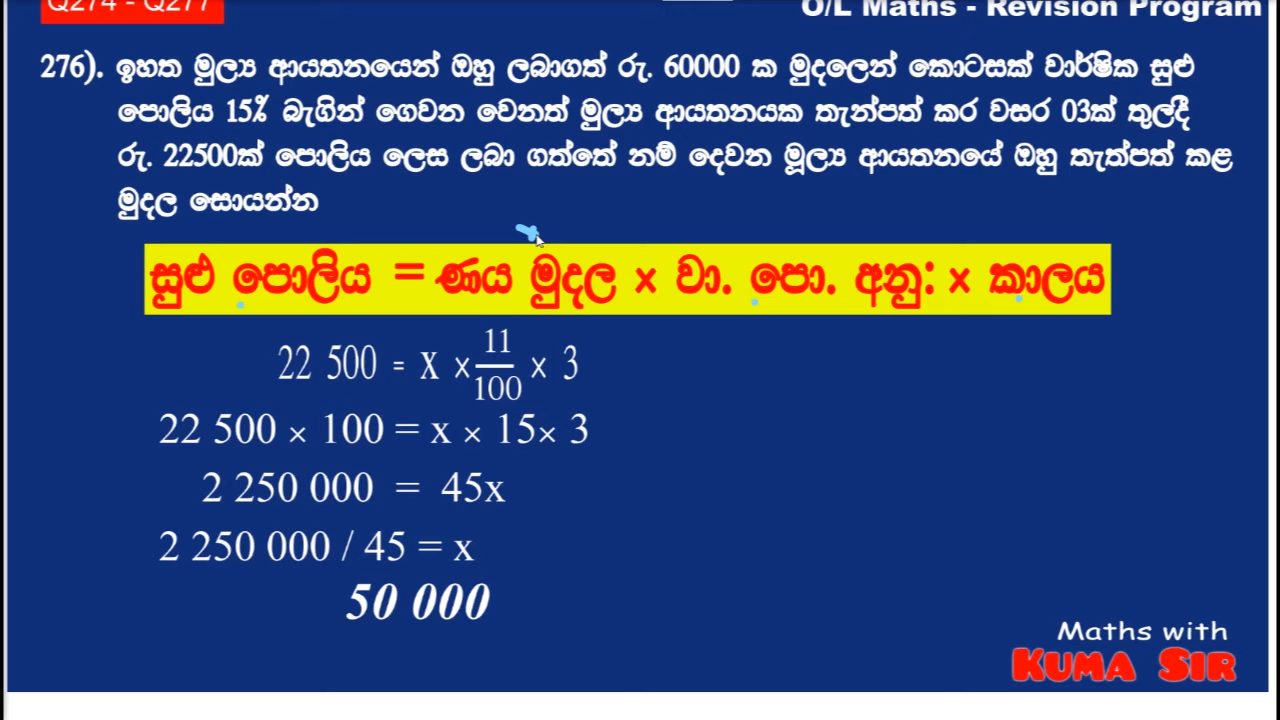 Q274 - Q277
O/L Maths - Revision Program
276). ඉහත මුල්‍ය ආයතනයෙන් ඔහු ලබාගත් රු. 60000 ක මුදලෙන් කොටසක් වාර්ෂික සුළු
පොලිය 15% බැගින් ගෙවන වෙනත් මුල්‍ය ආයතනයක තැන්පත් කර වසර 03ක් තුලදී
රු. 22500ක් පොලිය ලෙස ලබා ගත්තේ නම් දෙවන මූල්‍ය ආයතනයේ ඔහු තැත්පත් කළ
මුදල සොයන්න
සුළු පොලිය = ණය මුදල × වා. පො. අනු: × කාලය
22 500 = x × 11/100 × 3
22 500 × 100 = x × 15× 3
2 250 000 = 45x
2 250 000 / 45 = x
50 000
Maths with
KUMA SIR